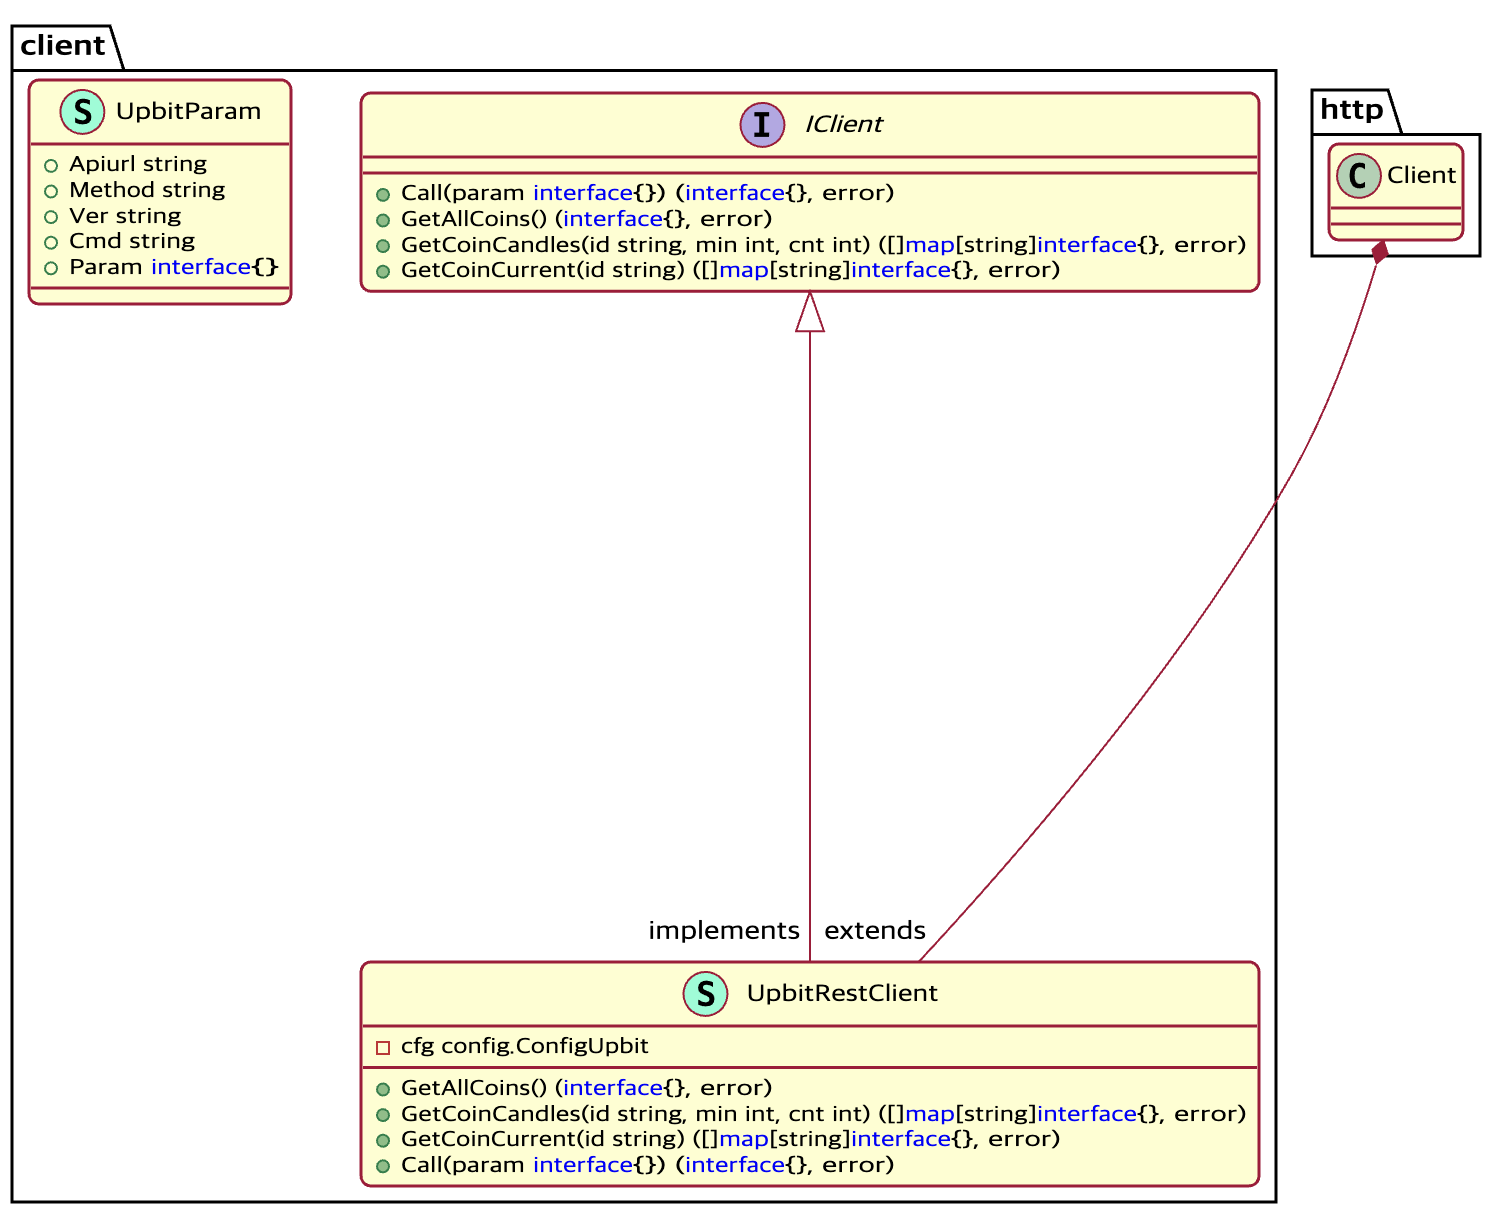 client
S UpbitParam
Apiurl string
Method string
Ver string
Cmd string
Param interface{}
I IClient
Call(param interface{}) (interface{}, error)
GetAllCoins() (interface{}, error)
GetCoinCandles(id string, min int, cnt int) ([]map[string]interface{}, error)
GetCoinCurrent(id string) ([]map[string]interface{}, error)
http
C Client
implements
extends
S UpbitRestClient
cfg config.ConfigUpbit
GetAllCoins() (interface{}, error)
GetCoinCandles(id string, min int, cnt int) ([]map[string]interface{}, error)
GetCoinCurrent(id string) ([]map[string]interface{}, error)
Call(param interface{}) (interface{}, error)